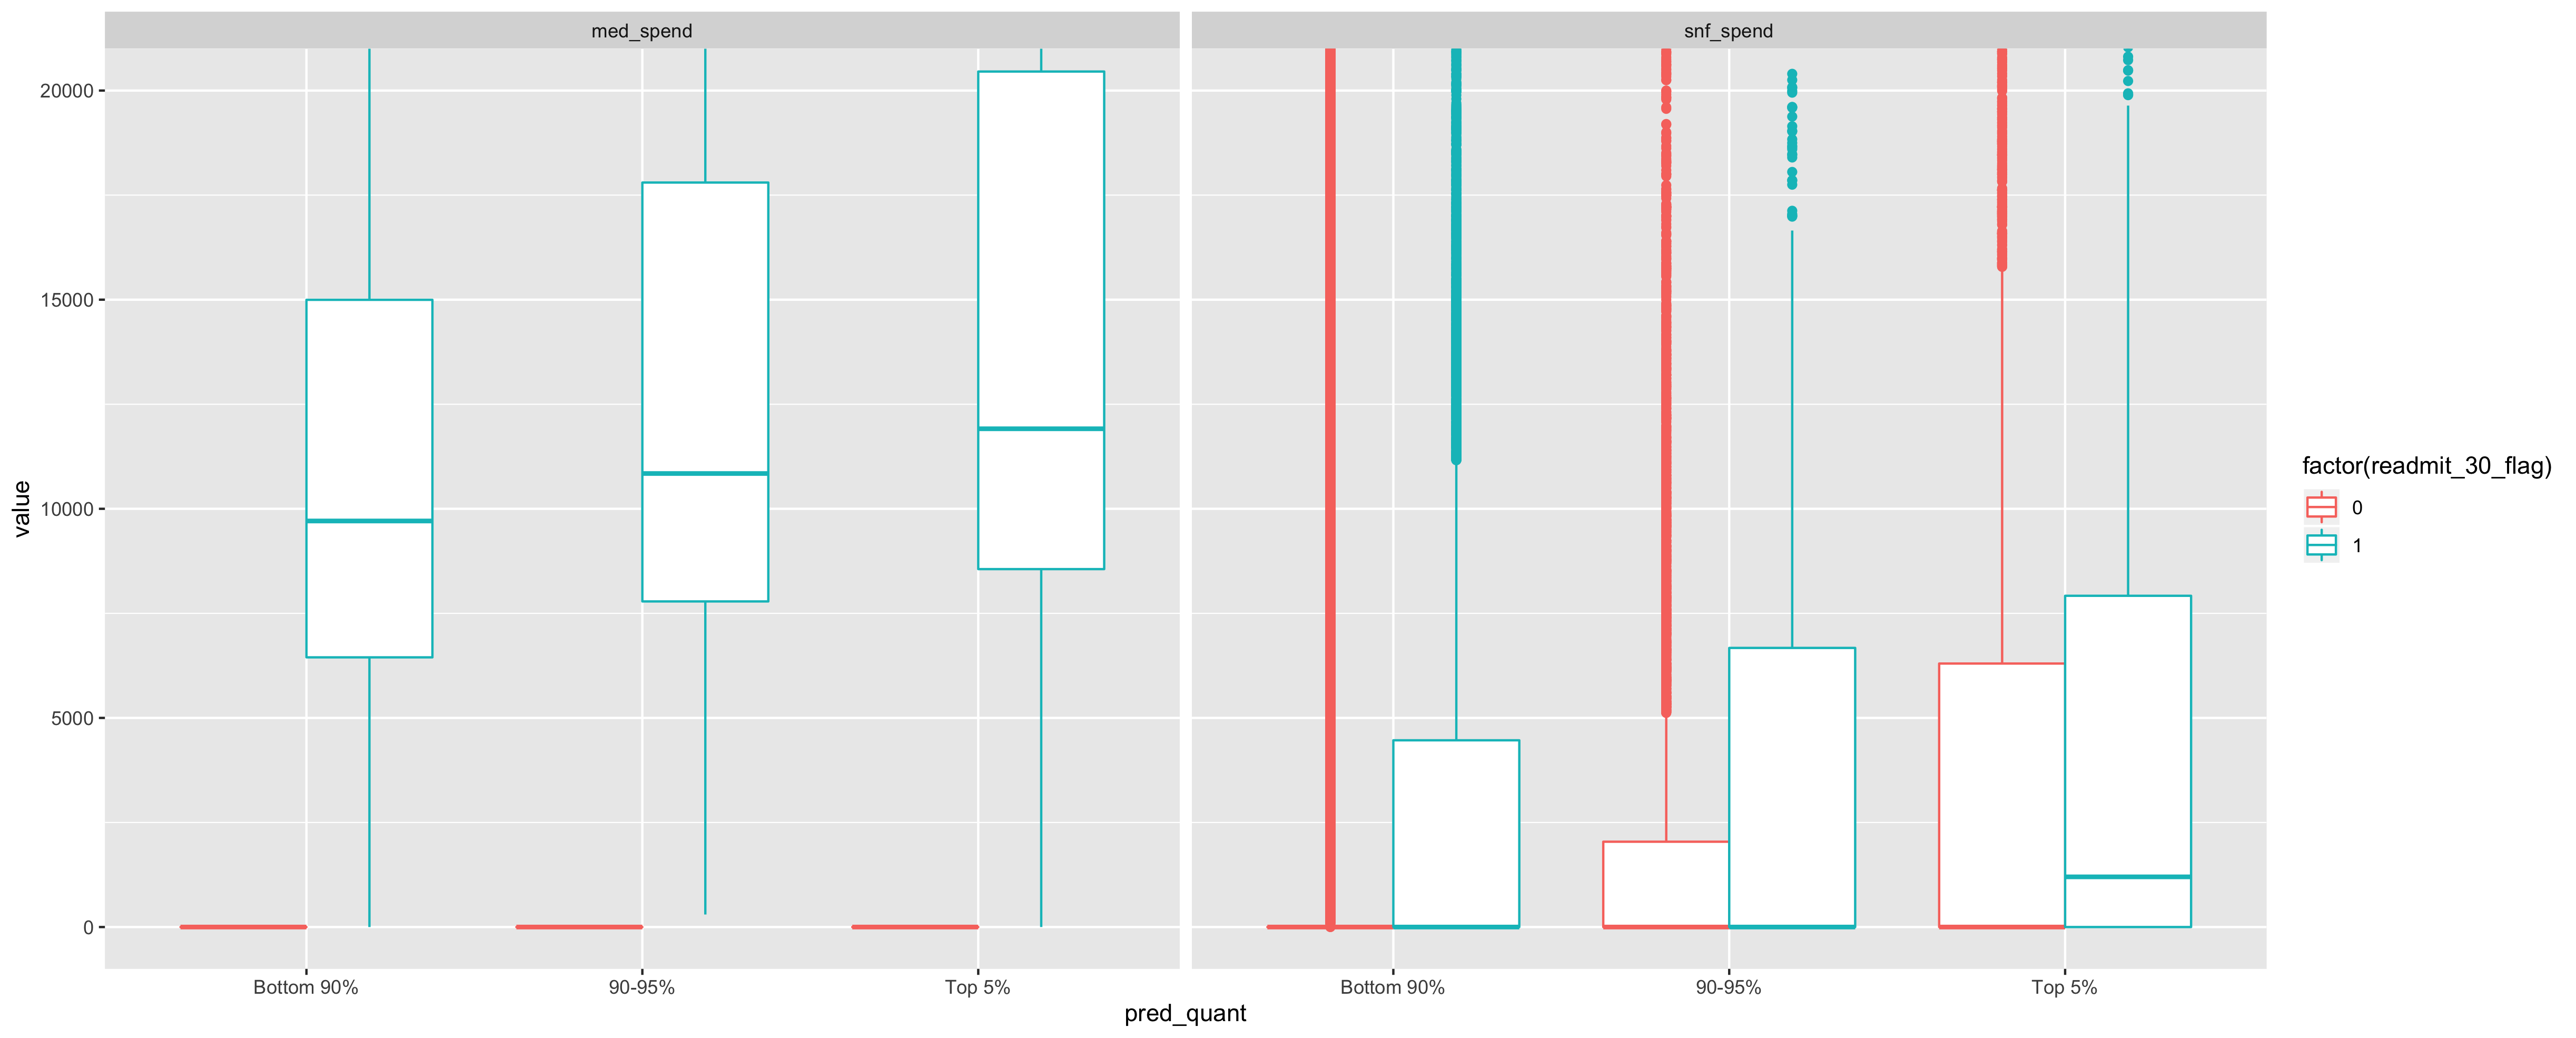 med_spend
snf_spend
20000
15000
10000
5000
0
value
Bottom 90%
90-95%
Top 5%
Bottom 90%
90-95%
Top 5%
pred_quant
factor(readmit_30_flag)
0
1